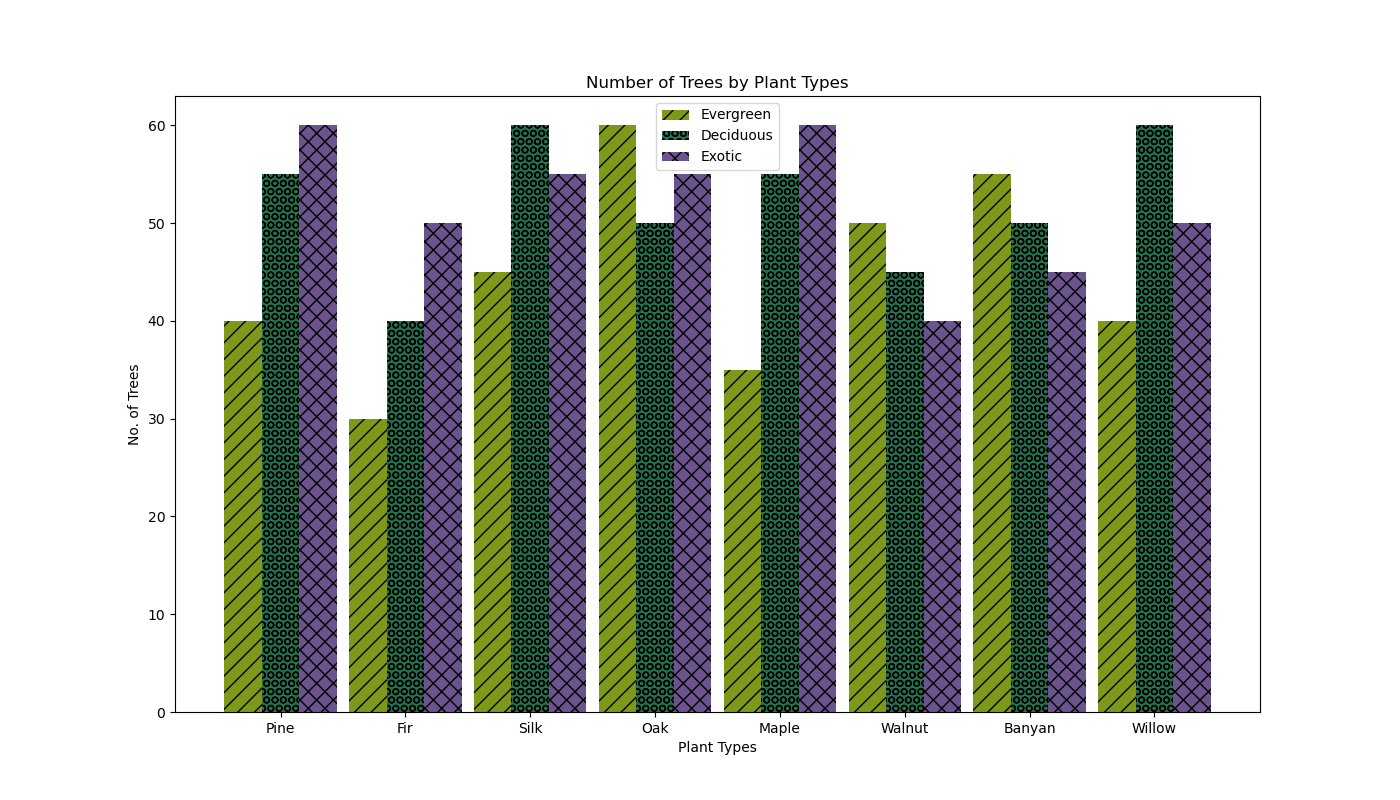 Number of Trees by Plant Types
Evergreen
Deciduous
Exotic
No. of Trees
60
50
40
30
20
10
0
Pine Fir Silk Oak Maple Walnut Banyan Willow
Plant Types